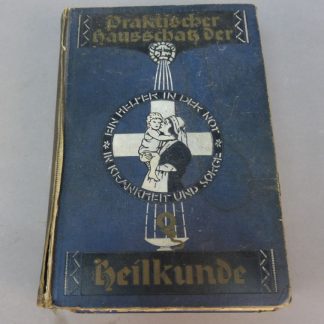 Praktischer
Hausschatz der
EIN HELFER IN DER NOT
IN KRANKHEIT UND SORGE
Heilkunde